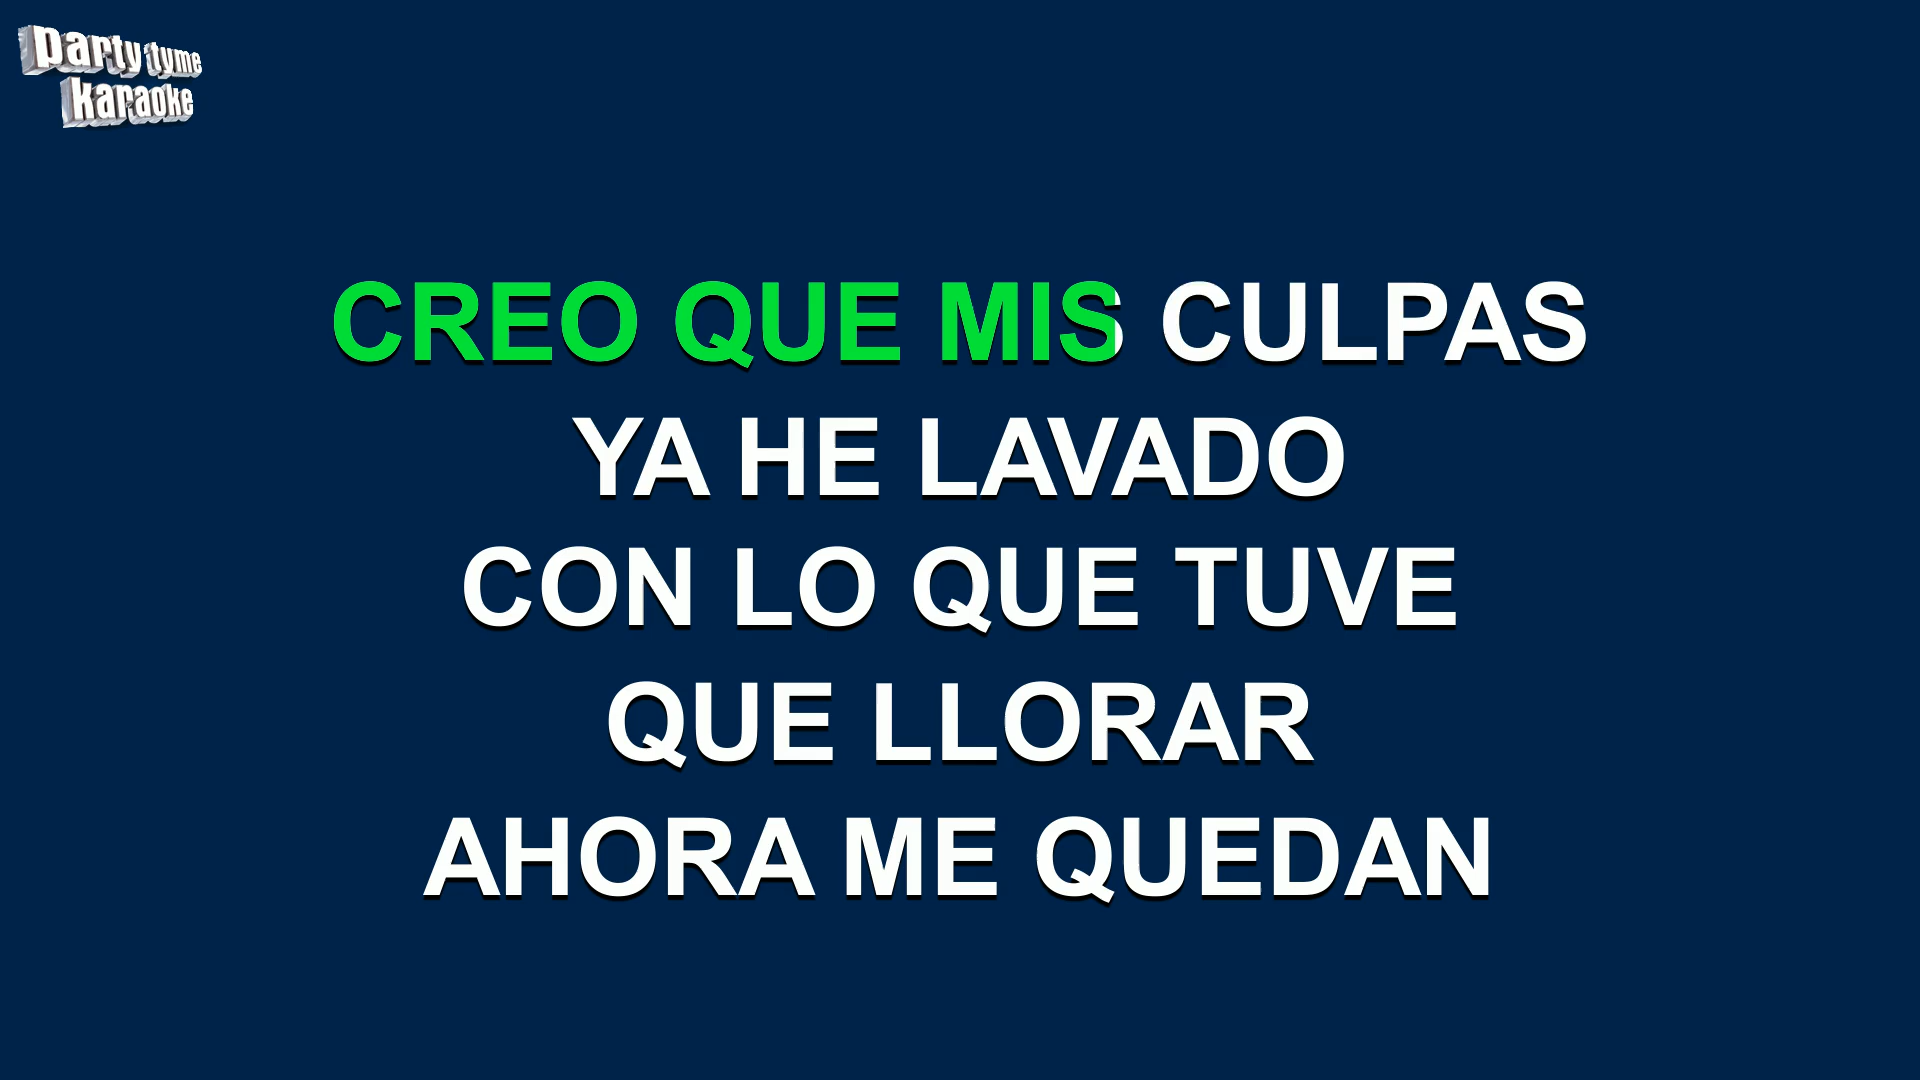 party tyme
karaoke
CREO QUE MIS CULPAS
YA HE LAVADO
CON LO QUE TUVE
QUE LLORAR
AHORA ME QUEDAN